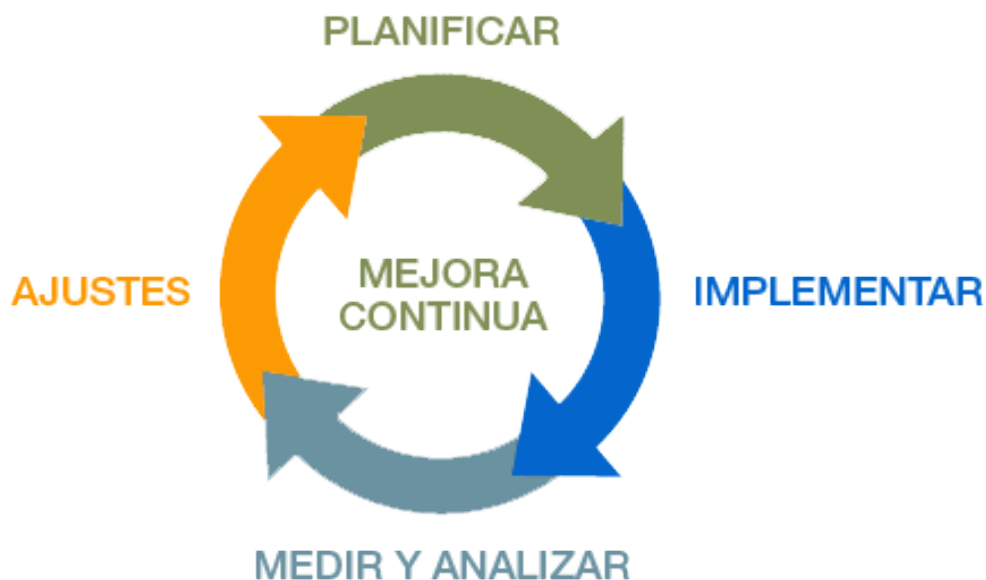 PLANIFICAR
AJUSTES
MEJORA
CONTINUA
IMPLEMENTAR
MEDIR Y ANALIZAR